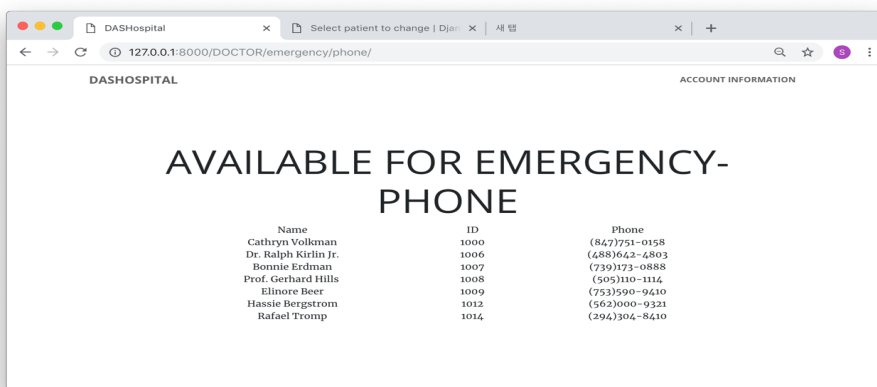 DASHospital
Select patient to change | Djan
새 탭
127.0.0.1:8000/DOCTOR/emergency/phone/
S
DASHOSPITAL
ACCOUNT INFORMATION
AVAILABLE FOR EMERGENCY-
PHONE
Name ID Phone
Cathryn Volkman 1000 (847)751-0158
Dr. Ralph Kirlin Jr. 1006 (488)642-4803
Bonnie Erdman 1007 (739)173-0888
Prof. Gerhard Hills 1008 (505)110-1114
Elinore Beer 1009 (753)590-9410
Hassie Bergstrom 1012 (562)000-9321
Rafael Tromp 1014 (294)304-8410